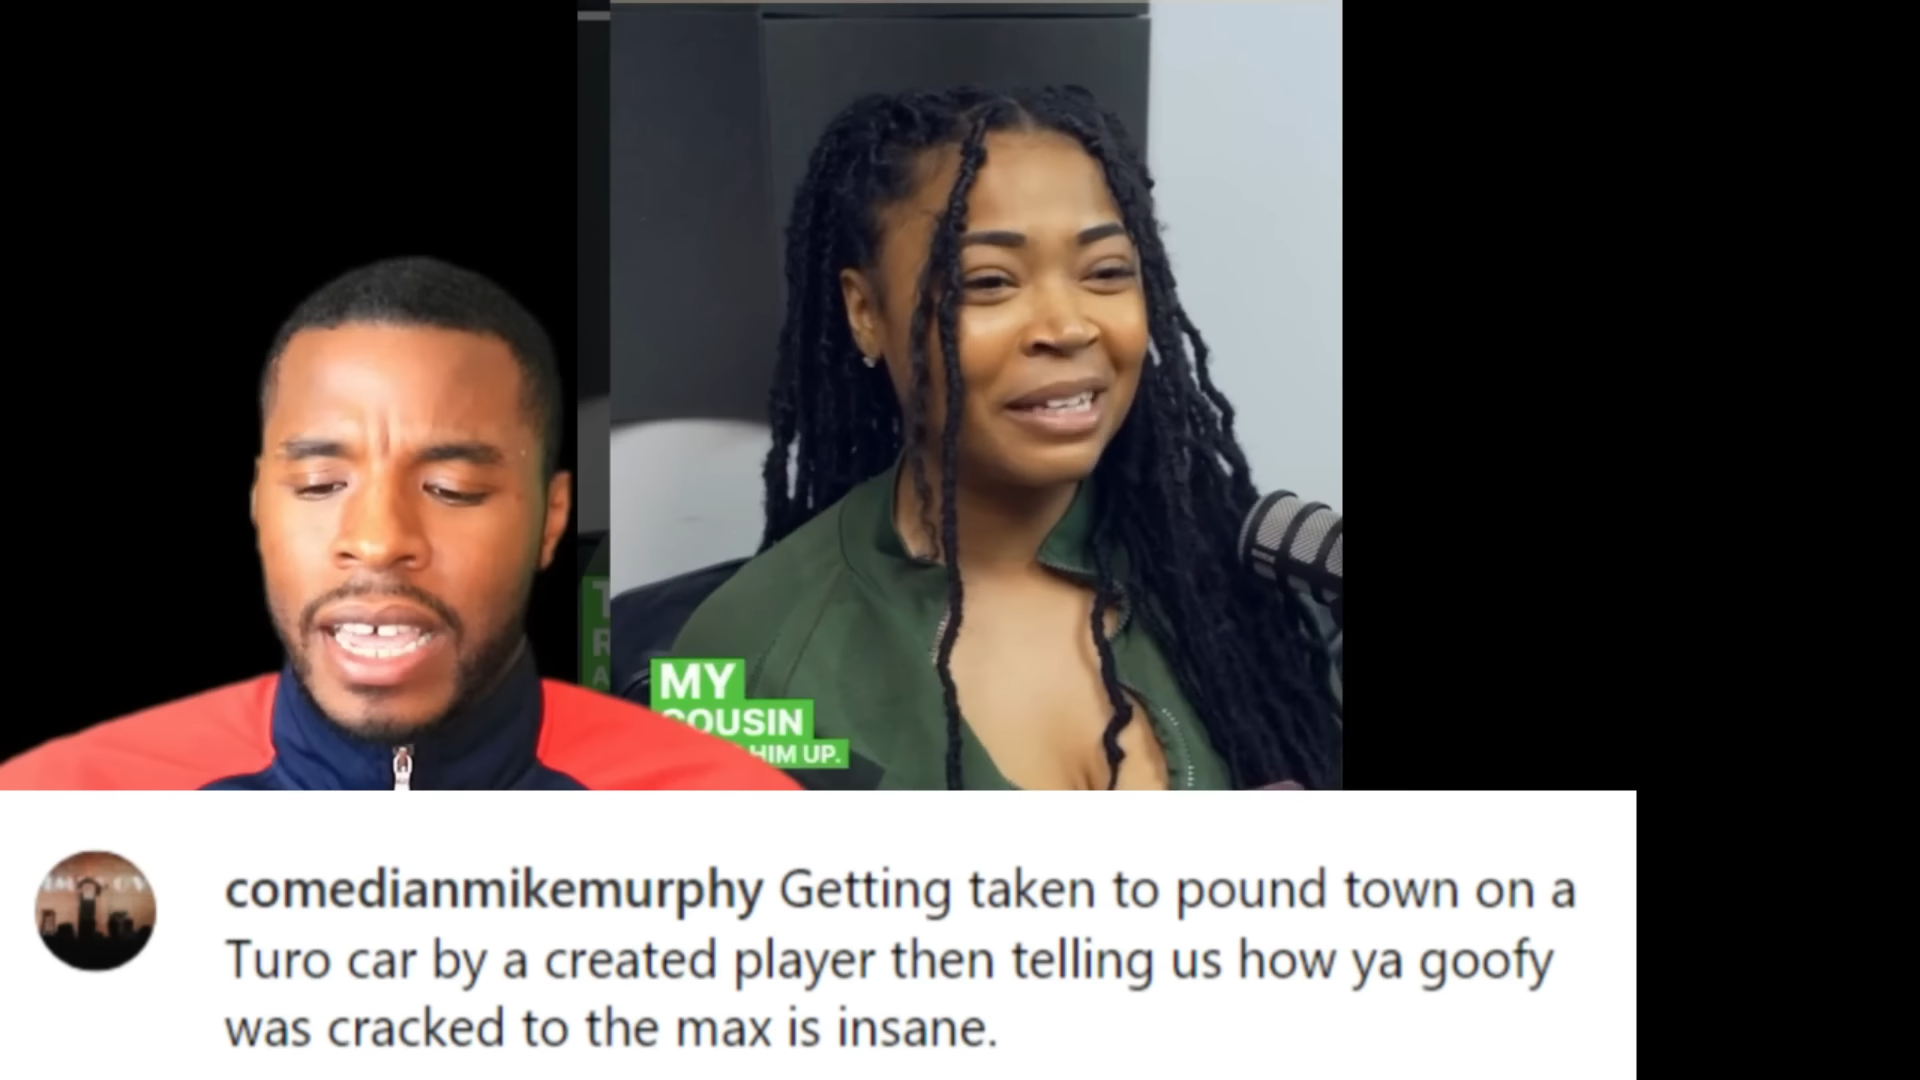 MY
COUSIN
HIM UP.
comedianmikemurphy Getting taken to pound town on a
Turo car by a created player then telling us how ya goofy
was cracked to the max is insane.